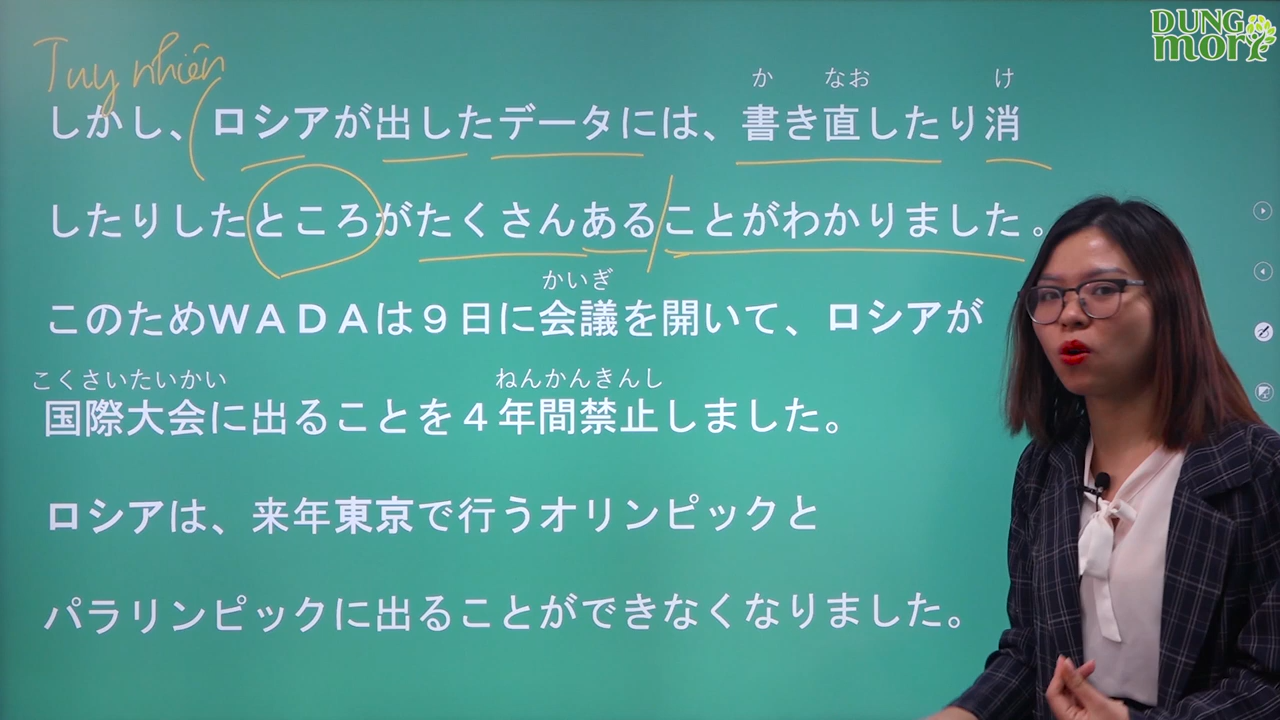 DUNG
mori
Tuy nhiên
か なお け
しかし、ロシアが出したデータには、書き直したり消
したりしたところがたくさんあることがわかりました。
かいぎ
このためＷＡＤＡは９日に会議を開いて、ロシアが
こくさいたいかい ねんかんきんし
国際大会に出ることを４年間禁止しました。
ロシアは、来年東京で行うオリンピックと
パラリンピックに出ることができなくなりました。